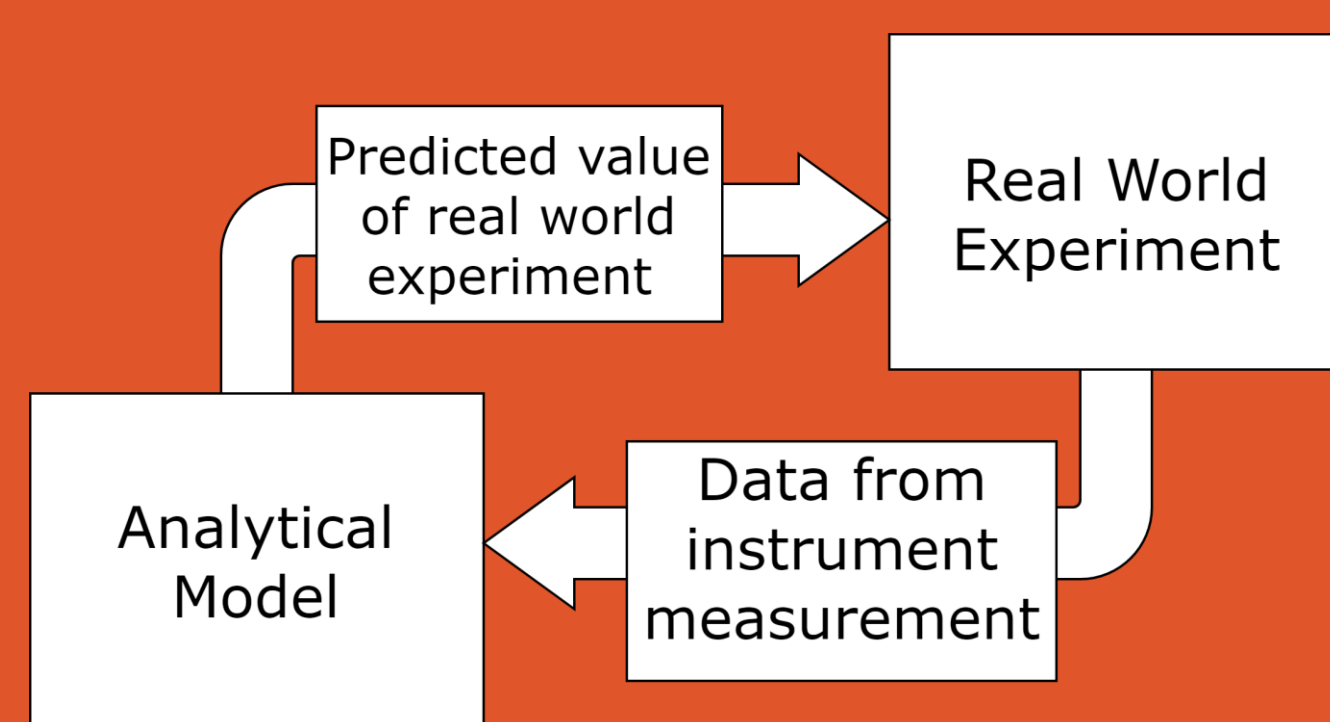 Predicted value
of real world
experiment
Real World
Experiment
Analytical
Model
Data from
instrument
measurement